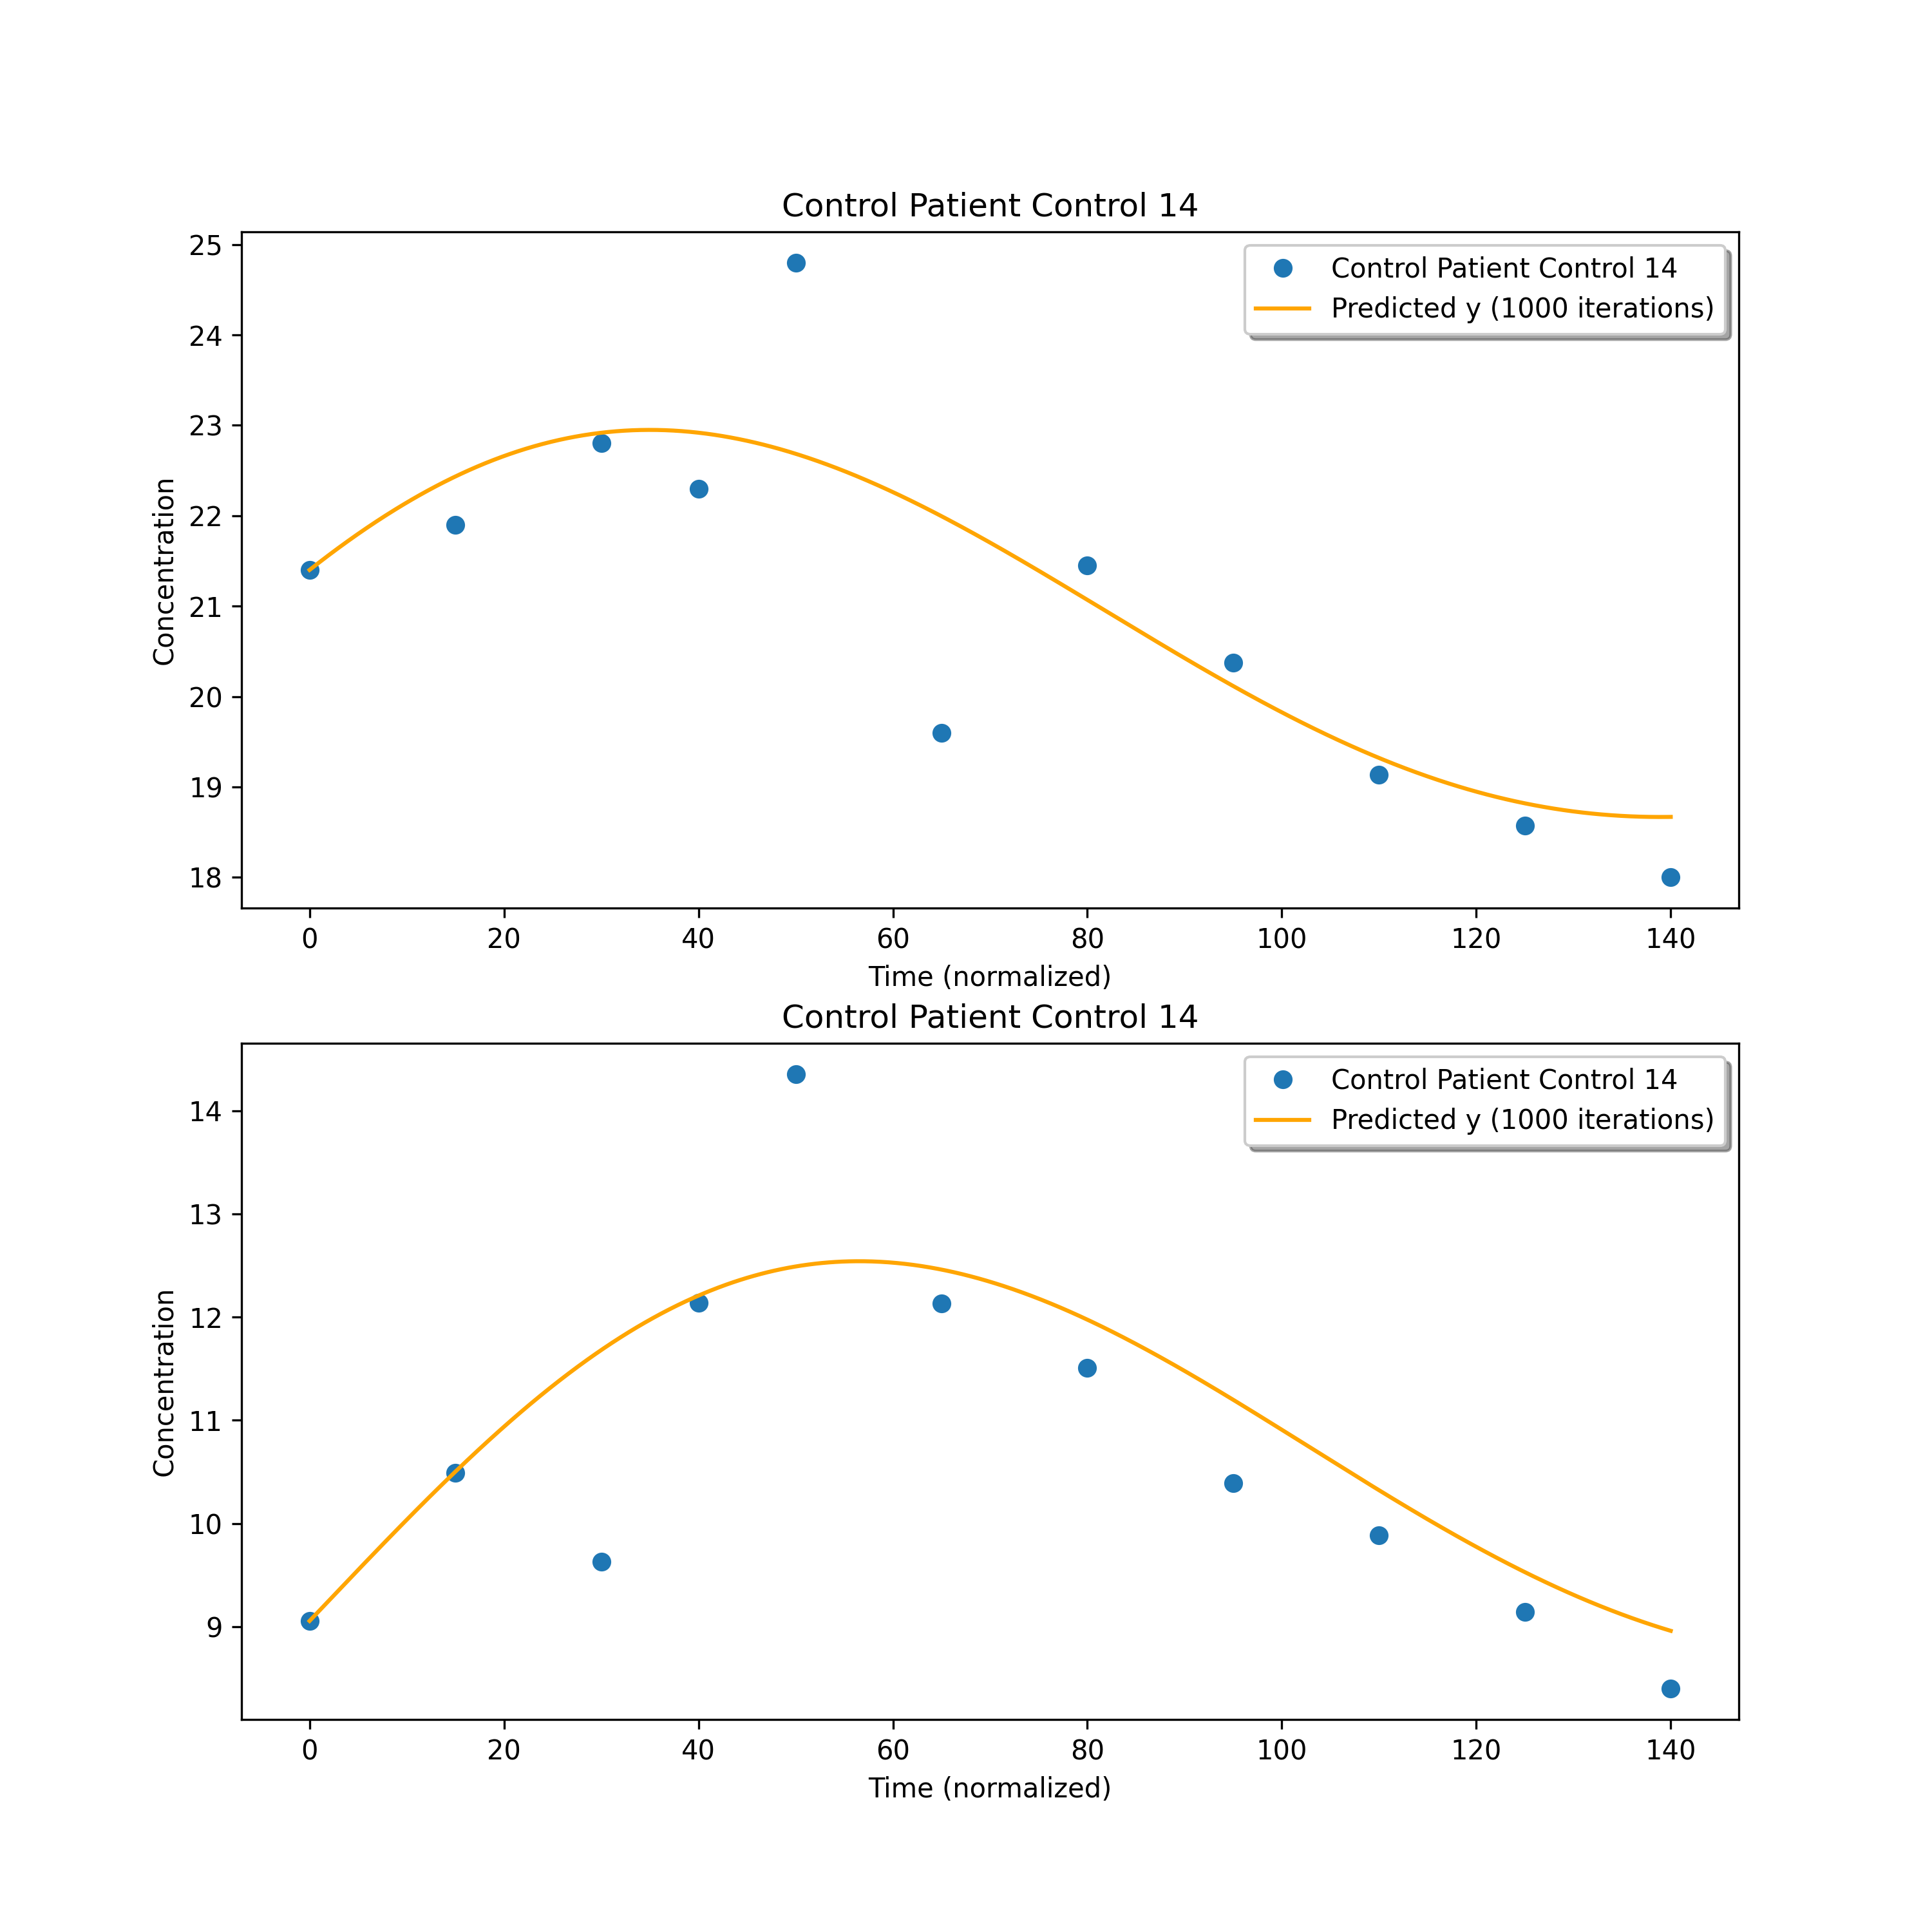 Control Patient Control 14
Control Patient Control 14
Predicted y (1000 iterations)
25
24
23
22
21
20
19
18
Concentration
0 20 40 60 80 100 120 140
Time (normalized)
Control Patient Control 14
Control Patient Control 14
Predicted y (1000 iterations)
14
13
12
11
10
9
Concentration
0 20 40 60 80 100 120 140
Time (normalized)